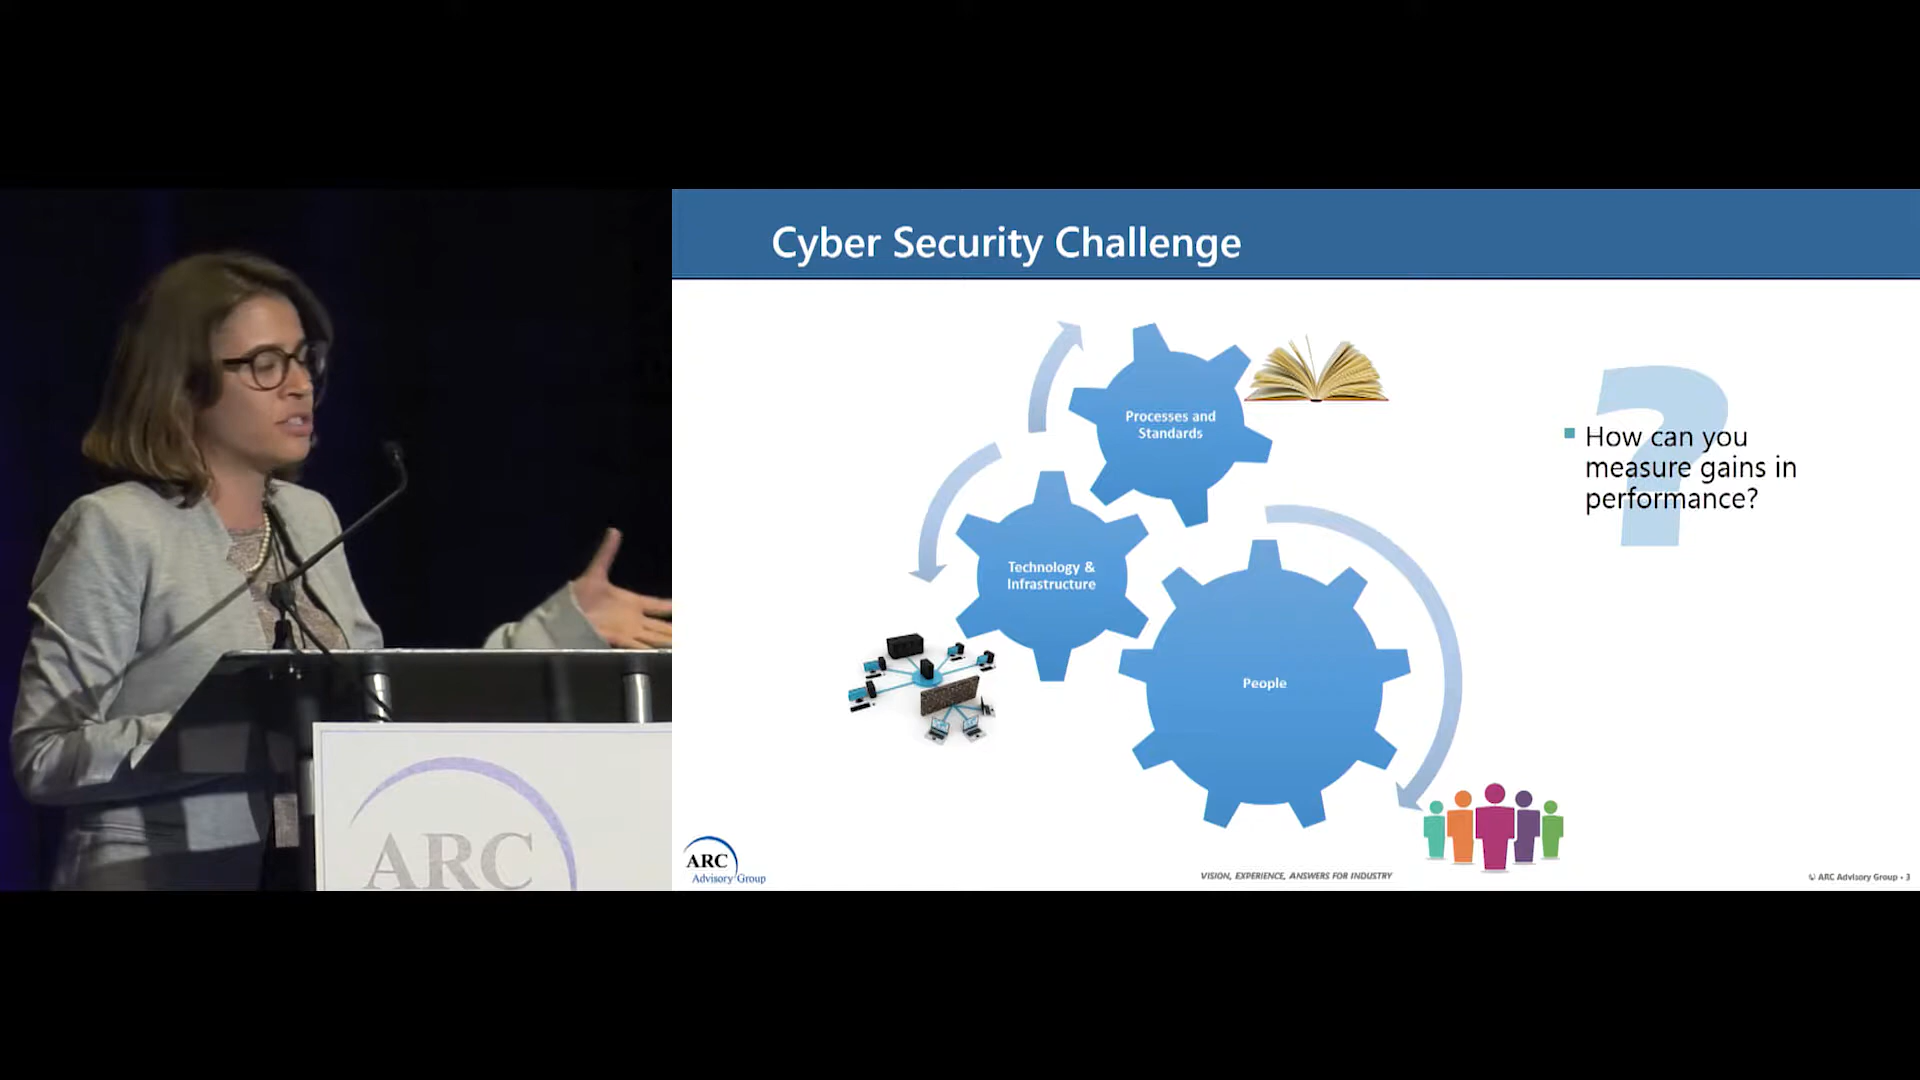 Cyber Security Challenge
Processes and
Standards
How can you
measure gains in
performance?
Technology &
Infrastructure
People
ARC
ARC
Advisory Group
VISION, EXPERIENCE, ANSWERS FOR INDUSTRY
© ARC Advisory Group • 3